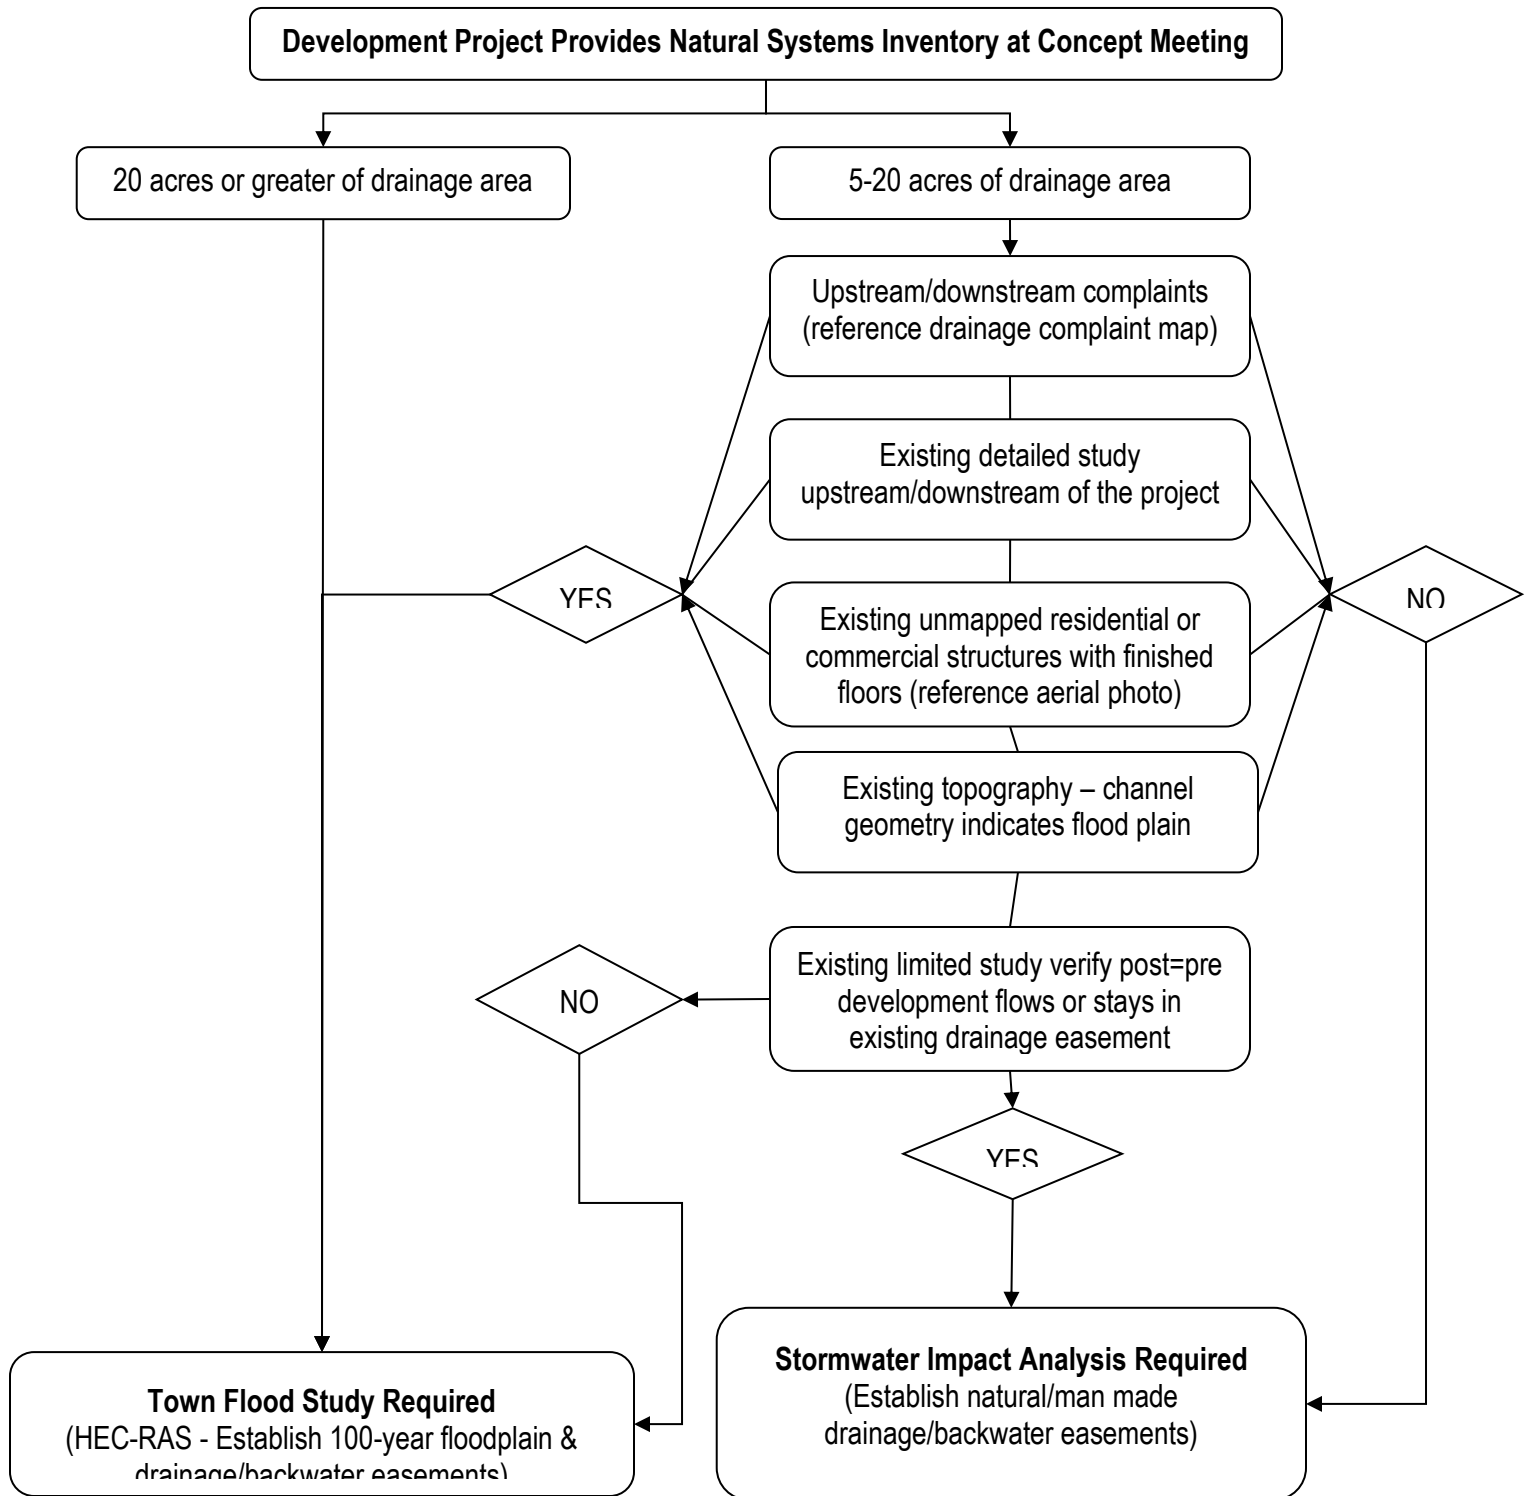 Development Project Provides Natural Systems Inventory at Concept Meeting
20 acres or greater of drainage area
5-20 acres of drainage area
Upstream/downstream complaints
(reference drainage complaint map)
Existing detailed study
upstream/downstream of the project
YES
NO
Existing unmapped residential or
commercial structures with finished
floors (reference aerial photo)
Existing topography – channel
geometry indicates flood plain
Existing limited study verify post=pre
development flows or stays in
existing drainage easement
NO
YES
Stormwater Impact Analysis Required
(Establish natural/man made
drainage/backwater easements)
Town Flood Study Required
(HEC-RAS - Establish 100-year floodplain &
drainage/backwater easements)